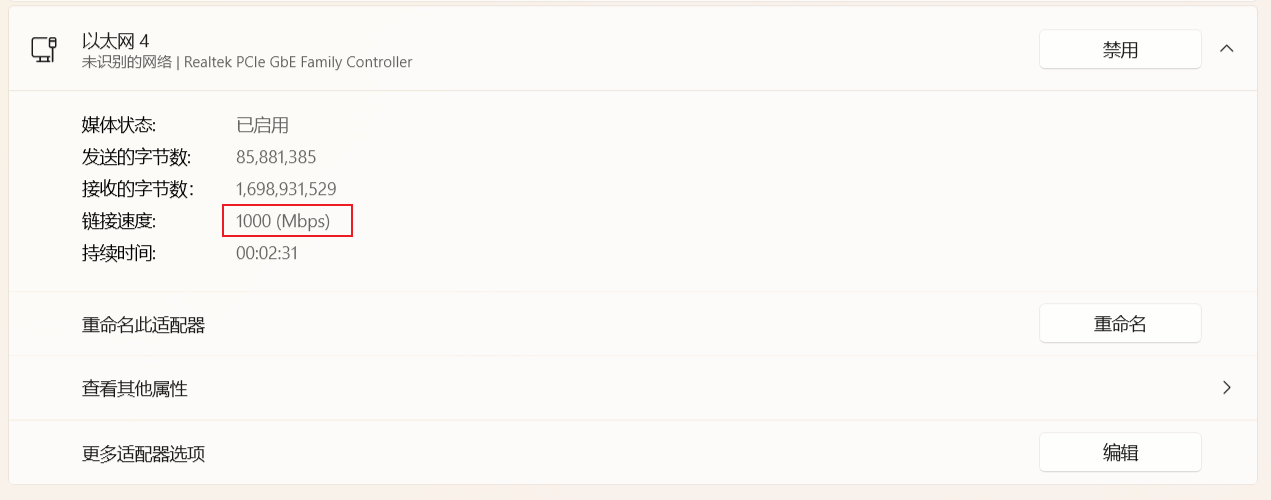 以太网 4
未识别的网络 | Realtek PCIe GbE Family Controller
禁用
媒体状态: 已启用
发送的字节数: 85,881,385
接收的字节数: 1,698,931,529
链接速度: 1000 (Mbps)
持续时间: 00:02:31
重命名此适配器 重命名
查看其他属性
更多适配器选项 编辑